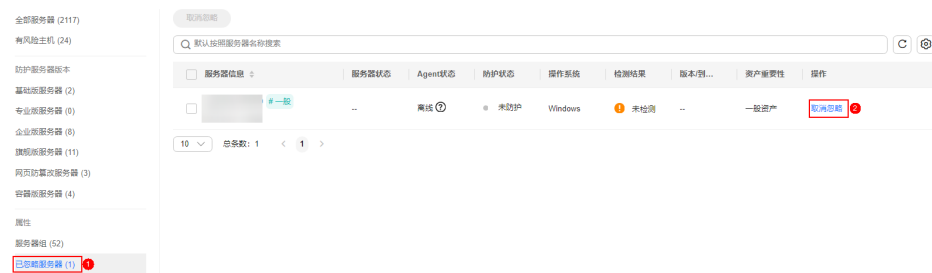 全部服务器 (2117)
有风险主机 (24)
防护服务器版本
基础版服务器 (2)
专业版服务器 (0)
企业版服务器 (8)
旗舰版服务器 (11)
网页防篡改服务器 (3)
容器版服务器 (4)
属性
服务器组 (52)
已忽略服务器 (1) 1
取消忽略
默认按照服务器名称搜索
服务器信息 服务器状态 Agent状态 防护状态 操作系统 检测结果 版本/到... 资产重要性 操作
#一般 -- 离线 未防护 Windows 未检测 -- 一般资产 取消忽略 2
10 总条数: 1 < 1 >